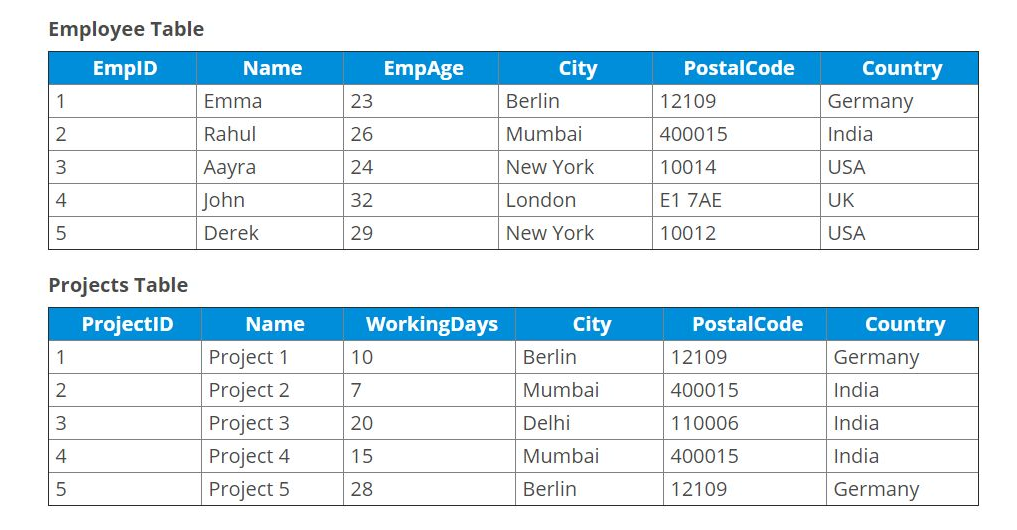 Employee Table
EmpID Name EmpAge City PostalCode Country
1 Emma 23 Berlin 12109 Germany
2 Rahul 26 Mumbai 400015 India
3 Aayra 24 New York 10014 USA
4 John 32 London E1 7AE UK
5 Derek 29 New York 10012 USA
Projects Table
ProjectID Name WorkingDays City PostalCode Country
1 Project 1 10 Berlin 12109 Germany
2 Project 2 7 Mumbai 400015 India
3 Project 3 20 Delhi 110006 India
4 Project 4 15 Mumbai 400015 India
5 Project 5 28 Berlin 12109 Germany